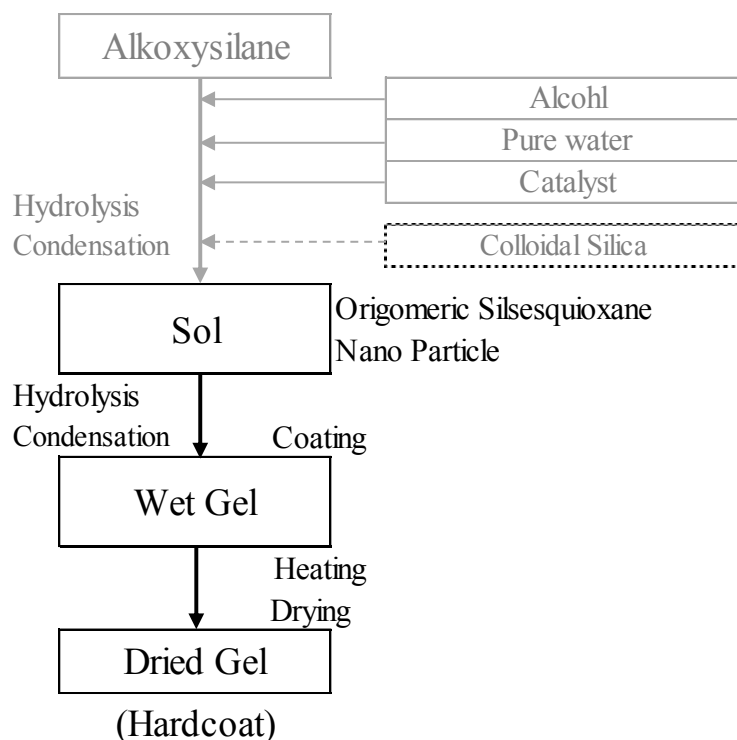 Alkoxysilane
Alcohl
Pure water
Catalyst
Hydrolysis
Condensation
Colloidal Silica
Sol
Origomeric Silsesquioxane
Nano Particle
Hydrolysis
Condensation
Coating
Wet Gel
Heating
Drying
Dried Gel
(Hardcoat)